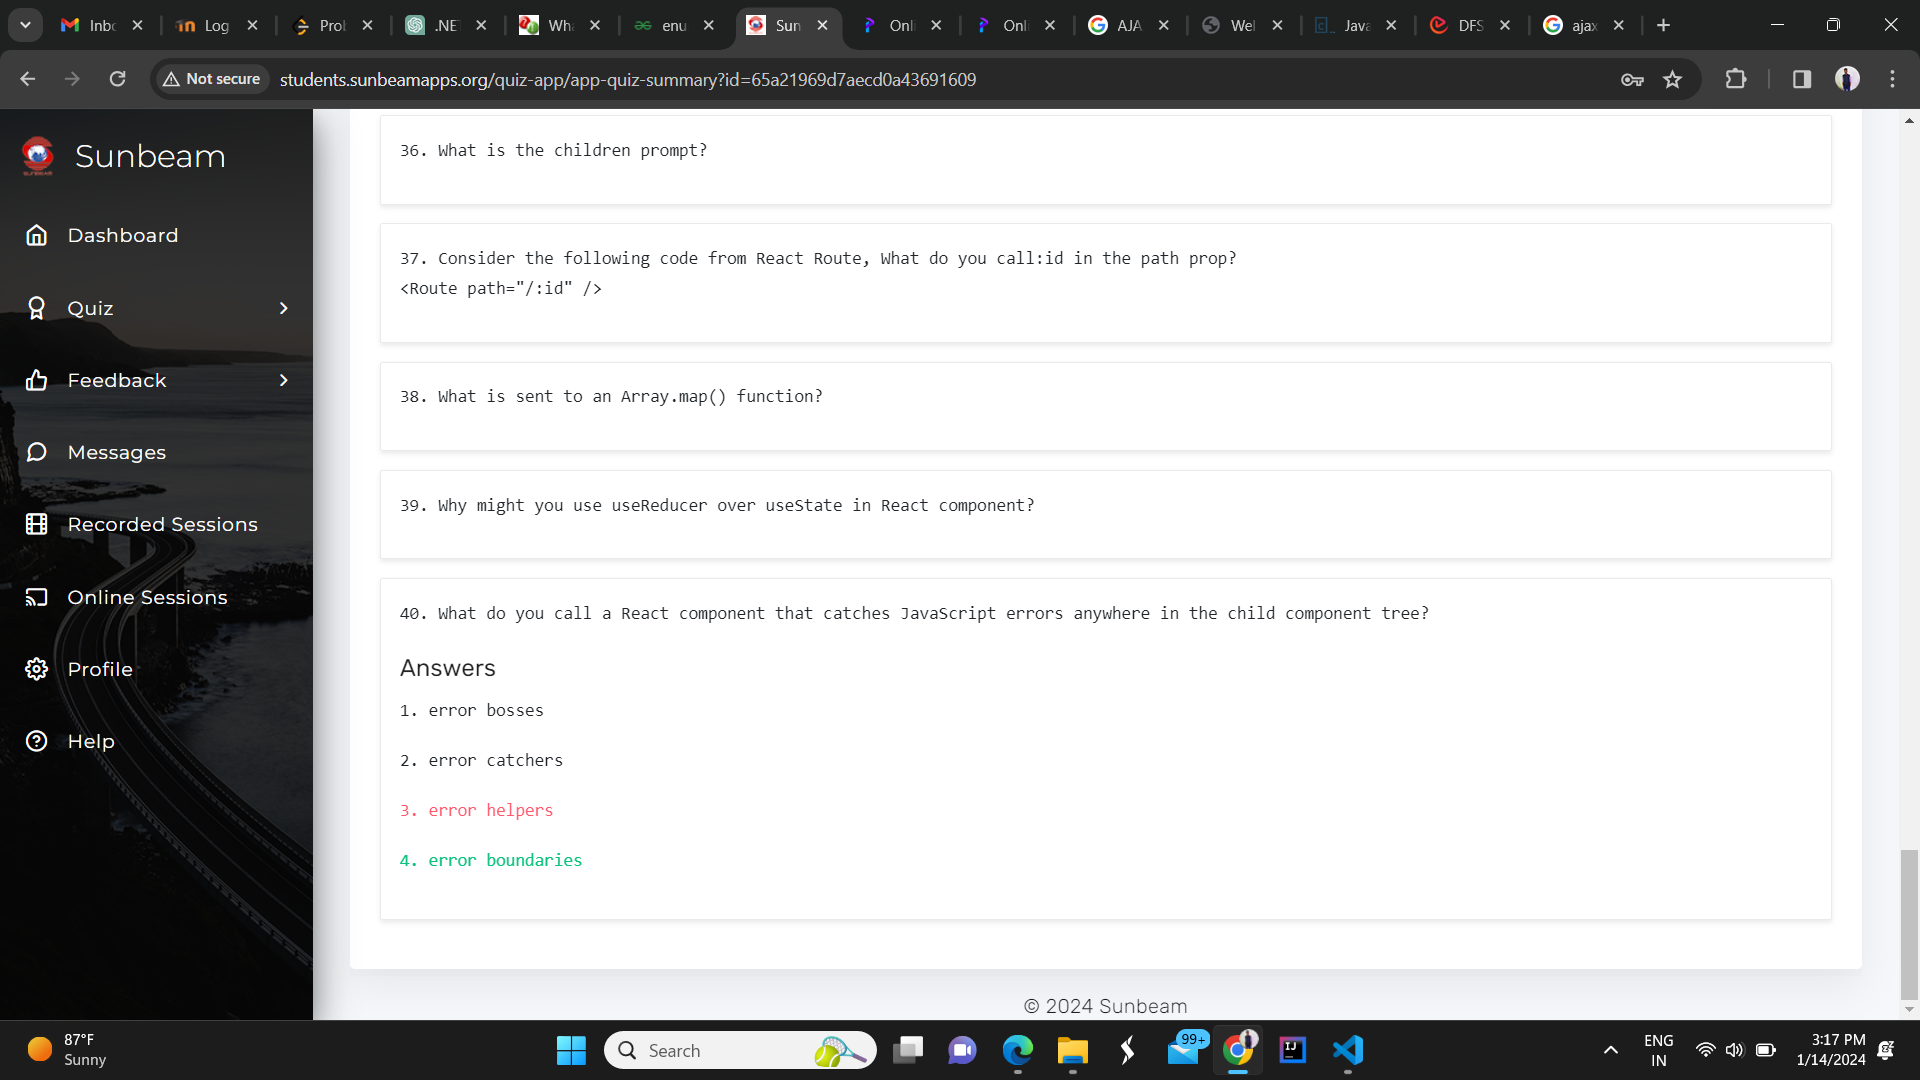 Inbc
Log
Prol
.NE
Wh
enu
Sun
Onli
Onli
AJA
Wel
Java
DFS
ajax
Not secure
students.sunbeamapps.org/quiz-app/app-quiz-summary?id=65a21969d7aecd0a43691609
Sunbeam
Dashboard
Quiz
Feedback
Messages
Recorded Sessions
Online Sessions
Profile
Help
36. What is the children prompt?
37. Consider the following code from React Route, What do you call:id in the path prop?
<Route path="/:id" />
38. What is sent to an Array.map() function?
39. Why might you use useReducer over useState in React component?
40. What do you call a React component that catches JavaScript errors anywhere in the child component tree?
Answers
1. error bosses
2. error catchers
3. error helpers
4. error boundaries
© 2024 Sunbeam
87°F
Sunny
Search
99+
ENG
IN
3:17 PM
1/14/2024